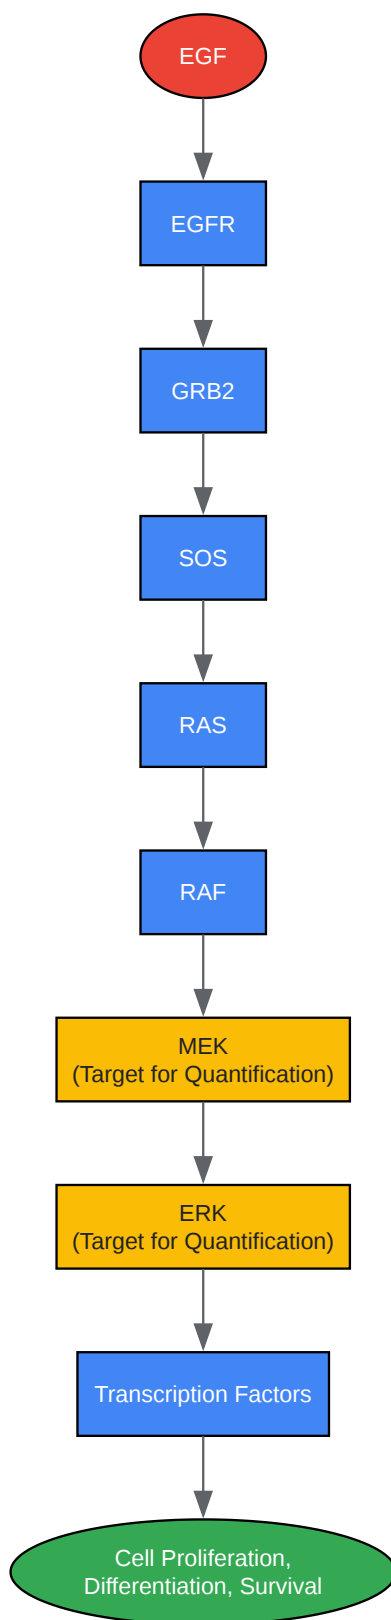 EGF
EGFR
GRB2
SOS
RAS
RAF
MEK
(Target for Quantification)
ERK
(Target for Quantification)
Transcription Factors
Cell Proliferation,
Differentiation, Survival